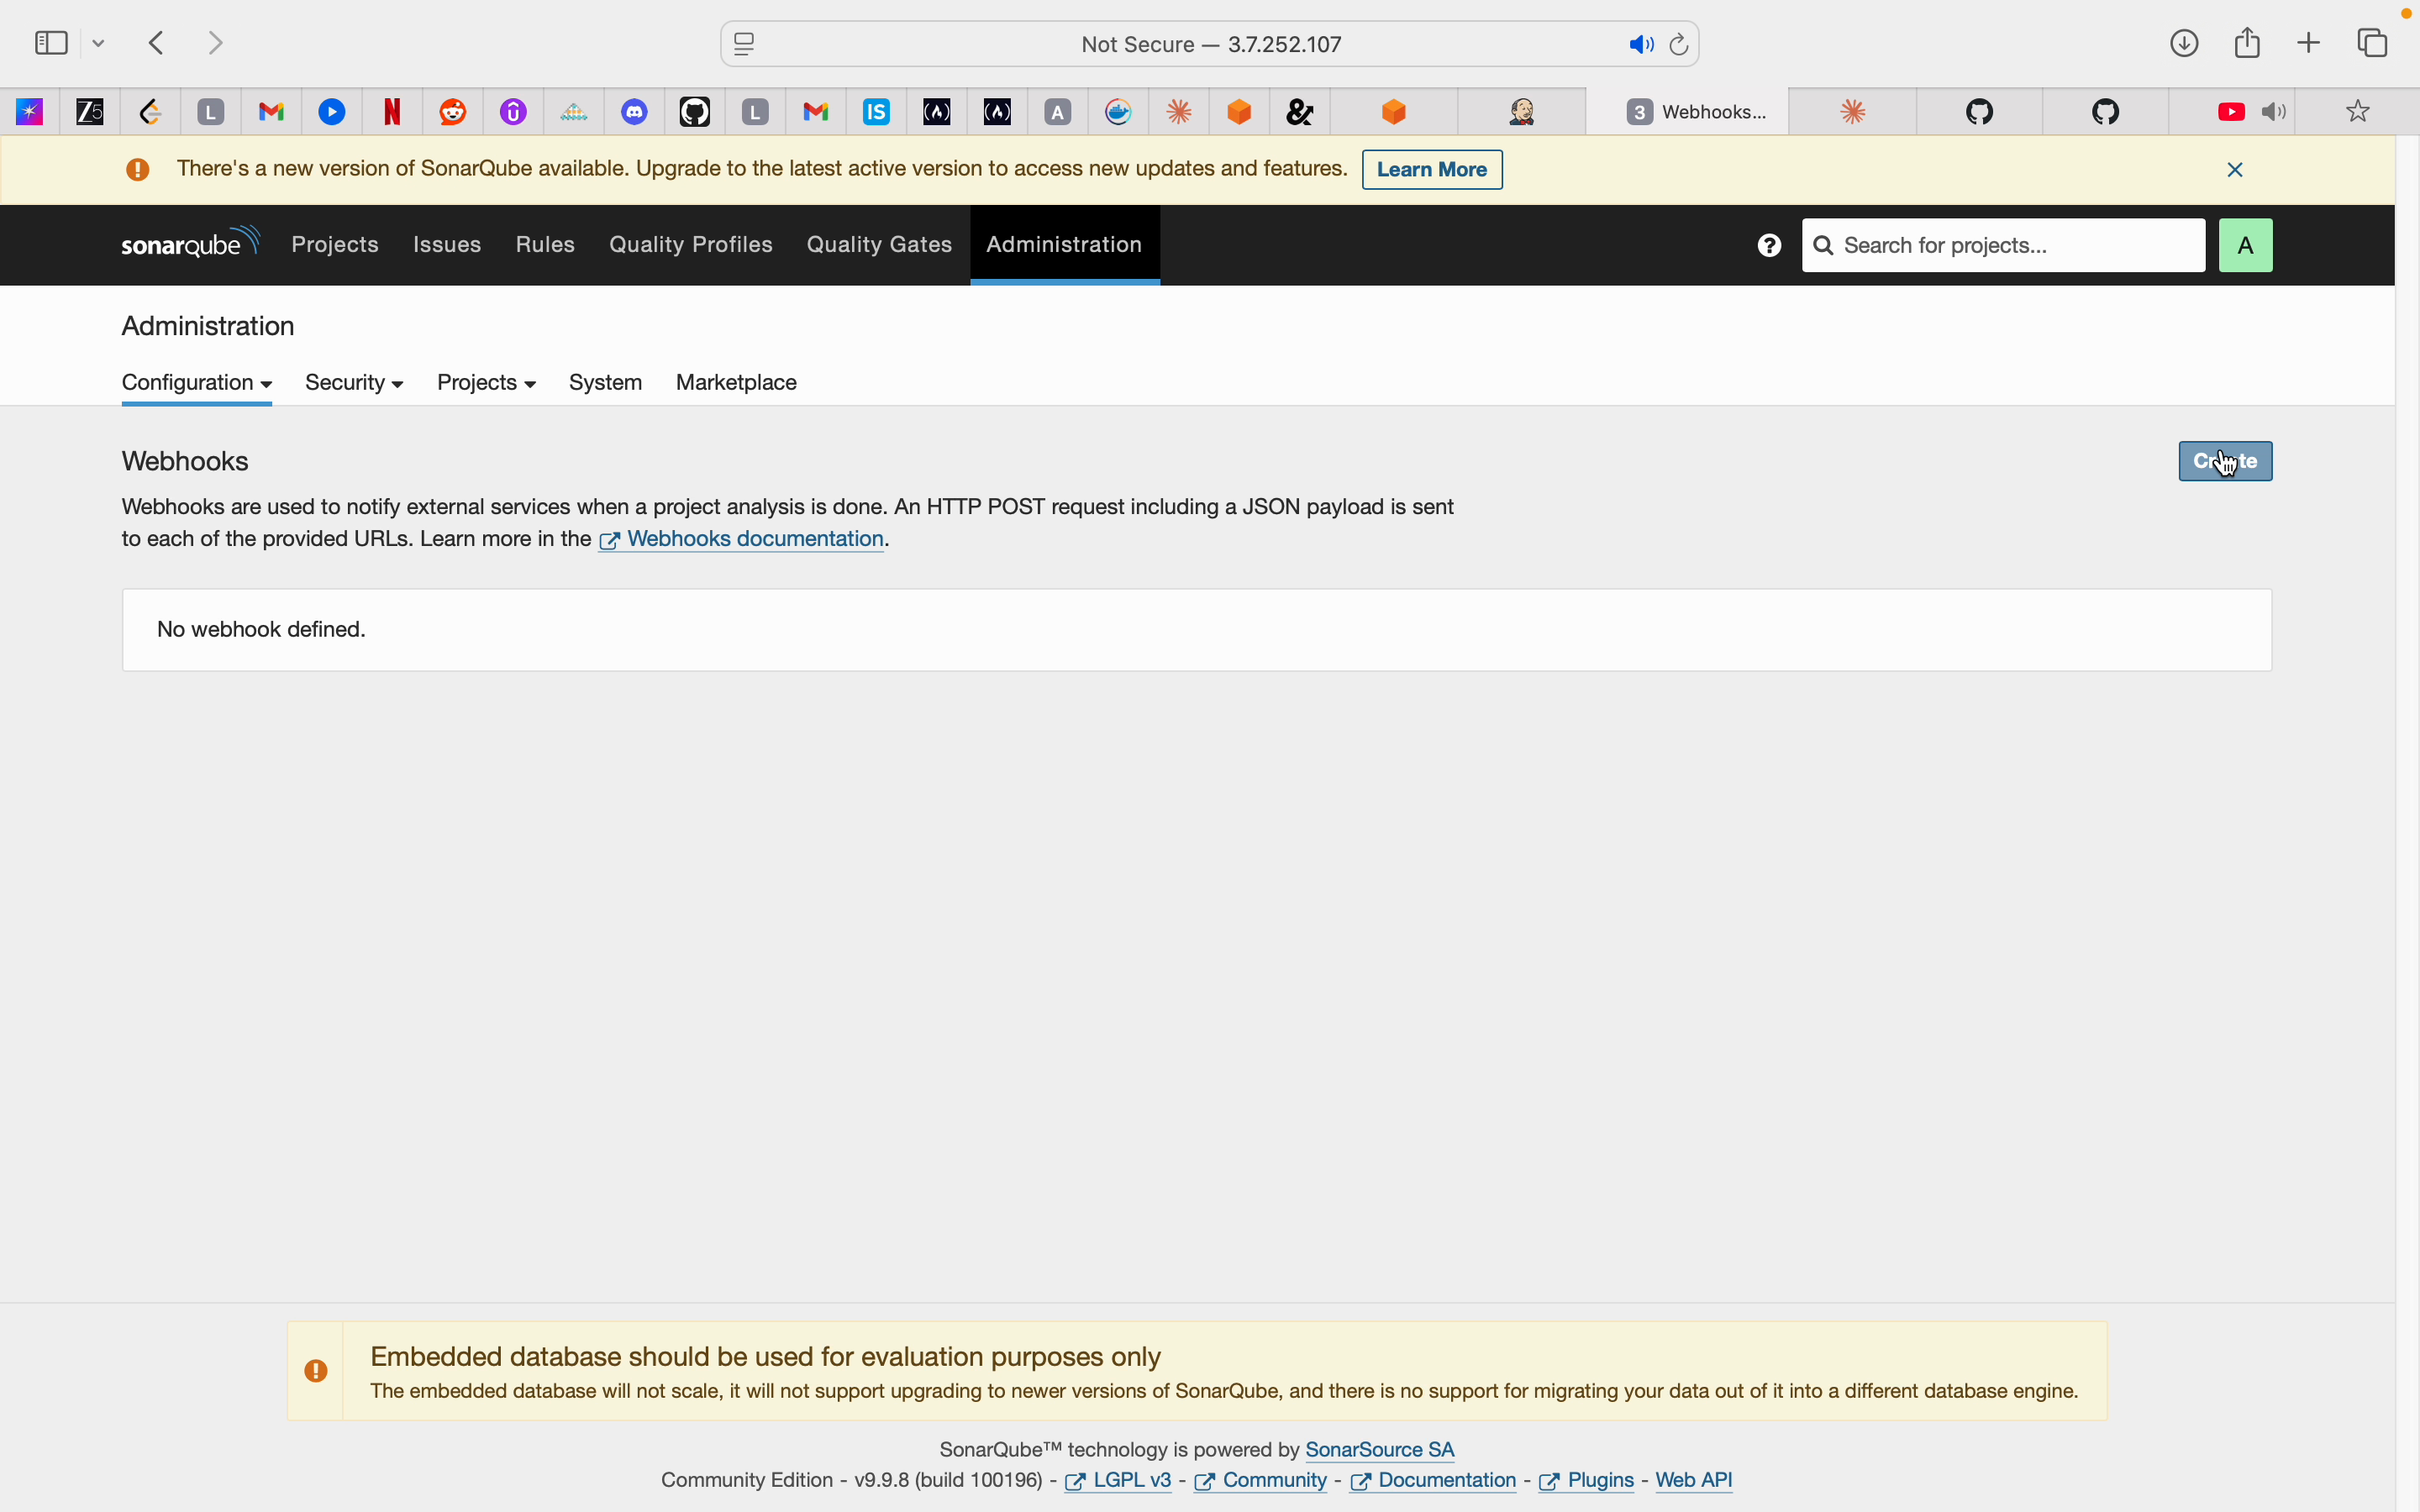 Not Secure — 3.7.252.107
L L IS A & 3 Webhooks...
There's a new version of SonarQube available. Upgrade to the latest active version to access new updates and features. Learn More
sonarqube Projects Issues Rules Quality Profiles Quality Gates Administration Search for projects... A
Administration
Configuration Security Projects System Marketplace
Webhooks
Webhooks are used to notify external services when a project analysis is done. An HTTP POST request including a JSON payload is sent
to each of the provided URLs. Learn more in the Webhooks documentation.
No webhook defined.
Embedded database should be used for evaluation purposes only
The embedded database will not scale, it will not support upgrading to newer versions of SonarQube, and there is no support for migrating your data out of it into a different database engine.
SonarQube™ technology is powered by SonarSource SA
Community Edition - v9.9.8 (build 100196) - LGPL v3 - Community - Documentation - Plugins - Web API